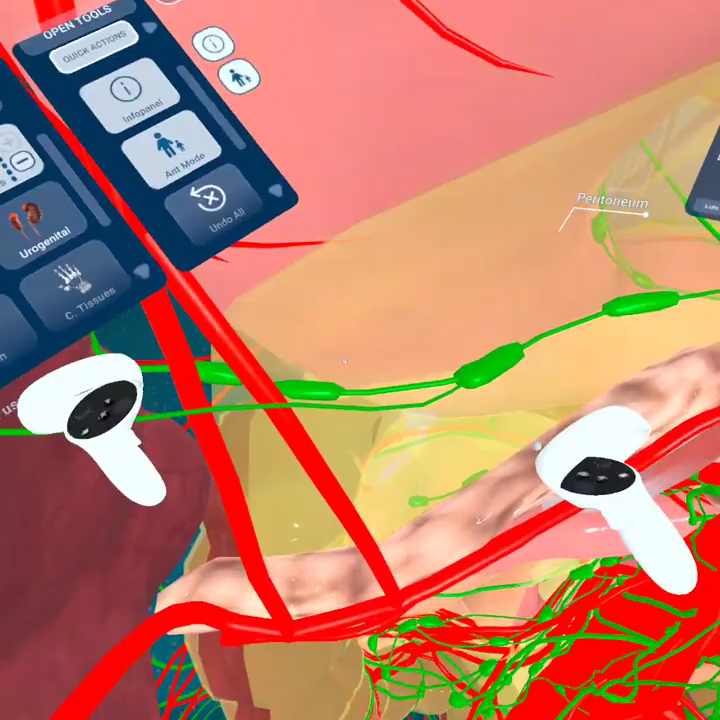 OPEN TOOLS
QUICK ACTIONS
Infopanel
Ant Mode
Undo All
Urogenital
C. Tissues
Peritoneum